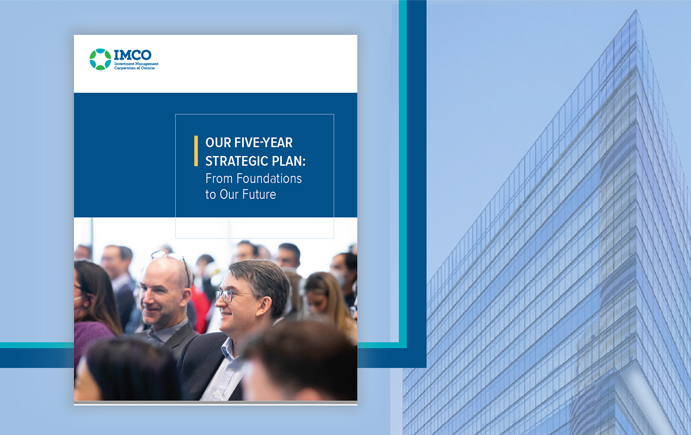 IMCO
Investment Management
Corporation of Ontario
OUR FIVE-YEAR
STRATEGIC PLAN:
From Foundations
to Our Future